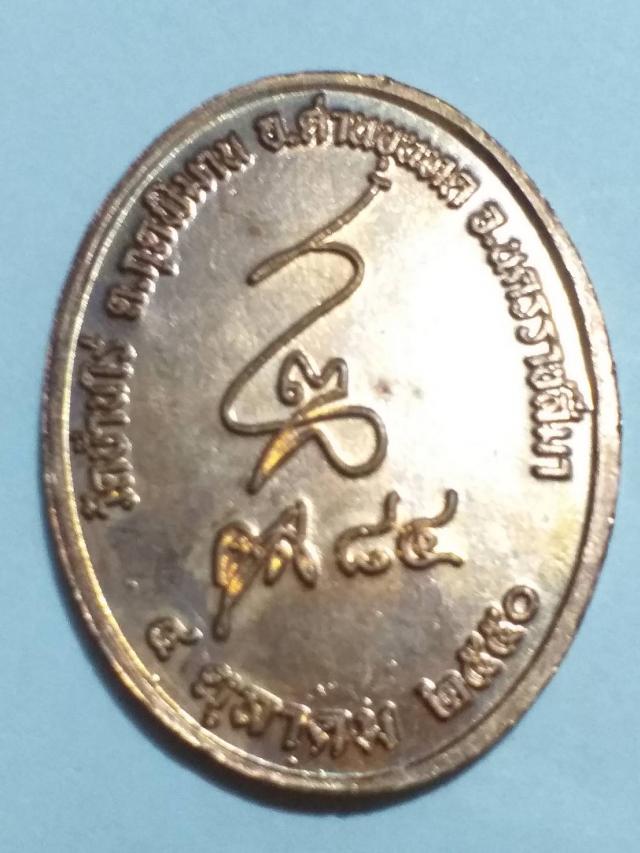 วัดบ้านไร่ ต.กุดพิมาน อ.ด่านขุนทด จ.นครราชสีมา
๘๔
๔ ตุลาคม ๒๕๕๐